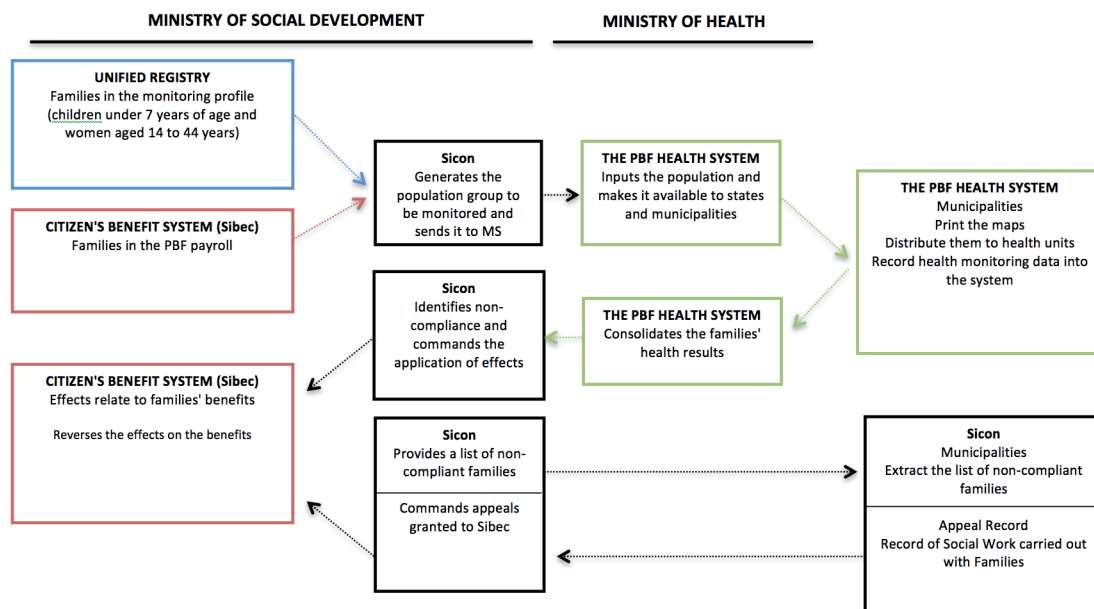 MINISTRY OF SOCIAL DEVELOPMENT
MINISTRY OF HEALTH
UNIFIED REGISTRY
Families in the monitoring profile
(children under 7 years of age and
women aged 14 to 44 years)
CITIZEN'S BENEFIT SYSTEM (Sibec)
Families in the PBF payroll
Sicon
Generates the
population group to
be monitored and
sends it to MS
THE PBF HEALTH SYSTEM
Inputs the population and
makes it available to states
and municipalities
THE PBF HEALTH SYSTEM
Municipalities
Print the maps
Distribute them to health units
Record health monitoring data into
the system
THE PBF HEALTH SYSTEM
Consolidates the families'
health results
Sicon
Identifies non-
compliance and
commands the
application of effects
CITIZEN'S BENEFIT SYSTEM (Sibec)
Effects relate to families' benefits
Reverses the effects on the benefits
Sicon
Provides a list of non-
compliant families
Commands appeals
granted to Sibec
Sicon
Municipalities
Extract the list of non-compliant
families
Appeal Record
Record of Social Work carried out
with Families